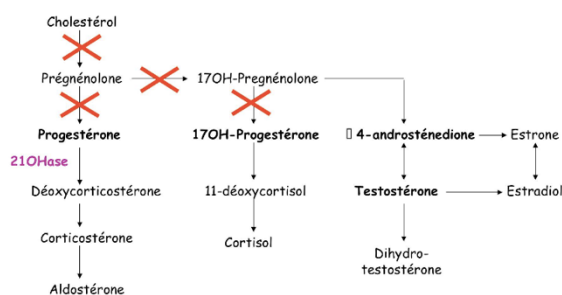 Cholestérol
Prégnénolone
17OH-Pregnénolone
Progestérone
17OH-Progestérone
4-androsténedione
Estrone
21OHase
Déoxycorticostérone
11-déoxycortisol
Testostérone
Estradiol
Corticostérone
Cortisol
Dihydro-
testostérone
Aldostérone